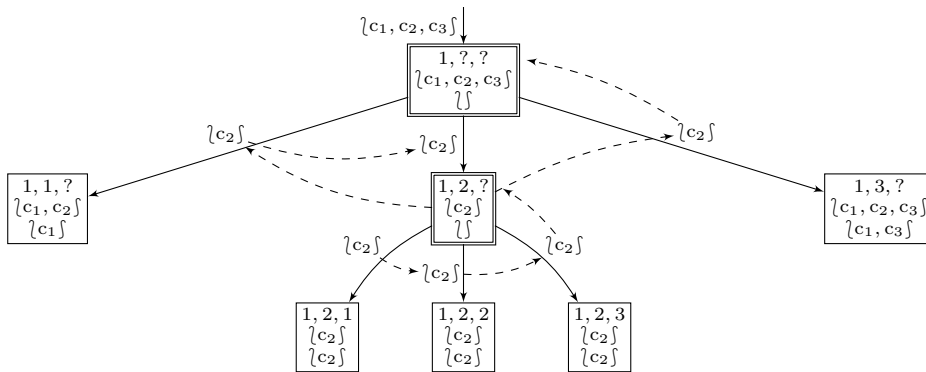 ⟅c₁, c₂, c₃⟆
1, ?, ?
⟅c₁, c₂, c₃⟆
⟅⟆
⟅c₂⟆
⟅c₂⟆
⟅c₂⟆
1, 1, ?
⟅c₁, c₂⟆
⟅c₁⟆
1, 2, ?
⟅c₂⟆
⟅⟆
1, 3, ?
⟅c₁, c₂, c₃⟆
⟅c₁, c₃⟆
⟅c₂⟆
⟅c₂⟆
⟅c₂⟆
1, 2, 1
⟅c₂⟆
⟅c₂⟆
1, 2, 2
⟅c₂⟆
⟅c₂⟆
1, 2, 3
⟅c₂⟆
⟅c₂⟆